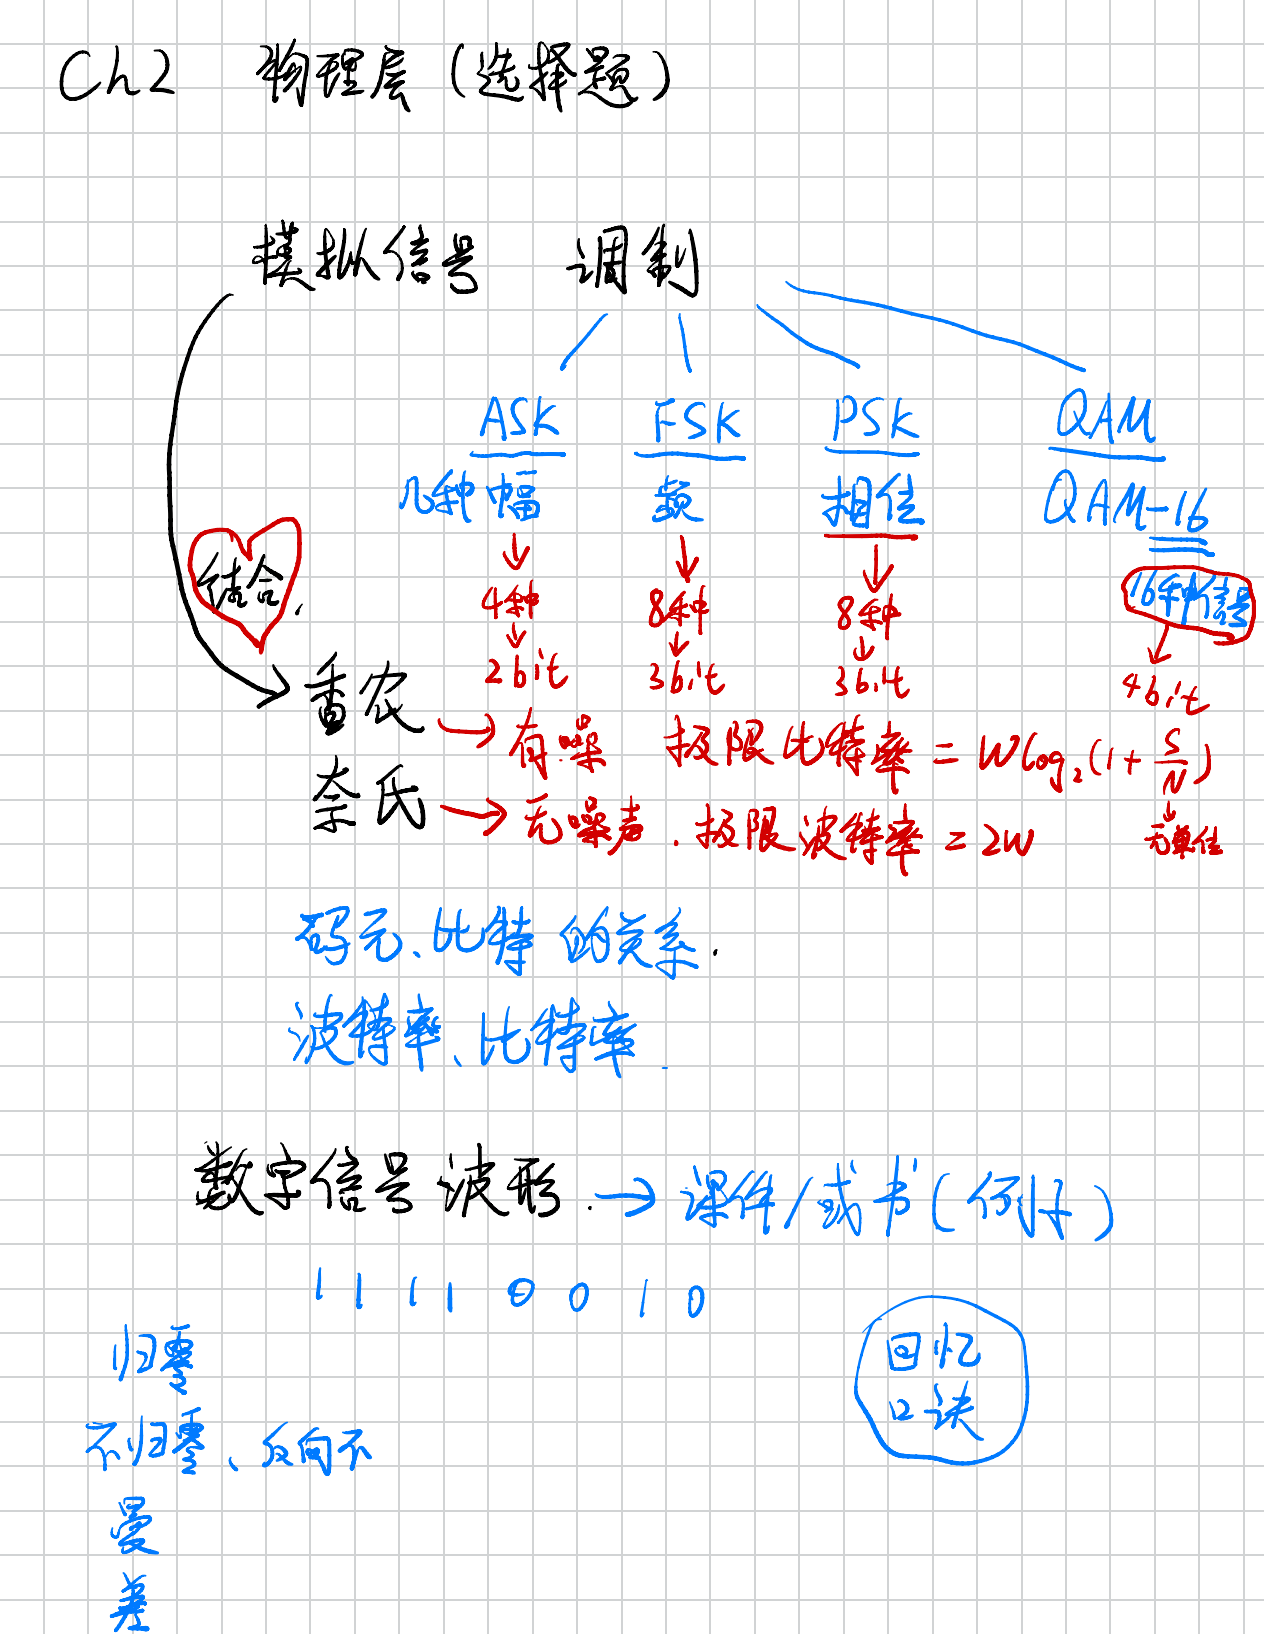 Ch2 物理层(选择题)
模拟信号 调制
ASK FSK PSK QAM
几种幅 频 相位 QAM-16
结合.
16种信号
4种 8种 8种
2bit 3bit 3bit 4bit
香农 → 有噪 极限比特率 = Wlog₂(1+S/N)
奈氏 → 无噪声. 极限波特率 = 2W 无单位
码元、比特的关系.
波特率、比特率.
数字信号波形. → 课件/或书(例子)
1 1 1 1 0 0 1 0
归零
不归零、反向不
曼
差
回忆
口诀